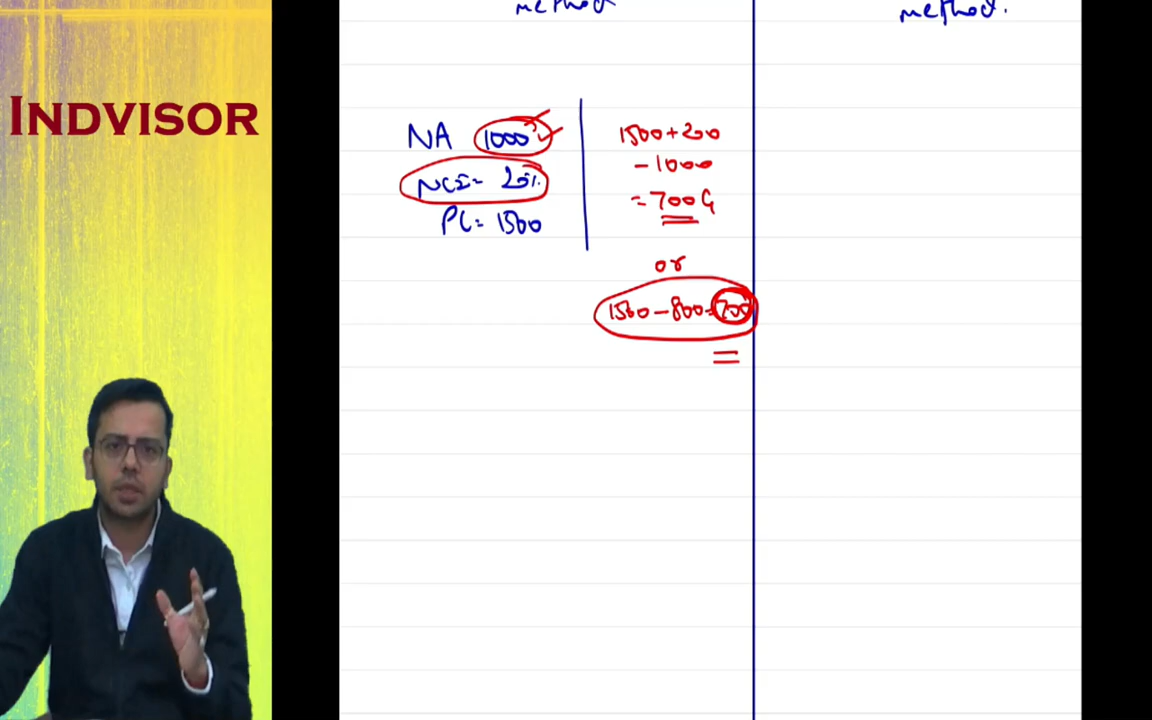 INDVISOR
method
method.
NA 1000
NCI = 20%
PC = 1500
1500+200
- 1000
= 700 G
or
1500 - 800 = 700